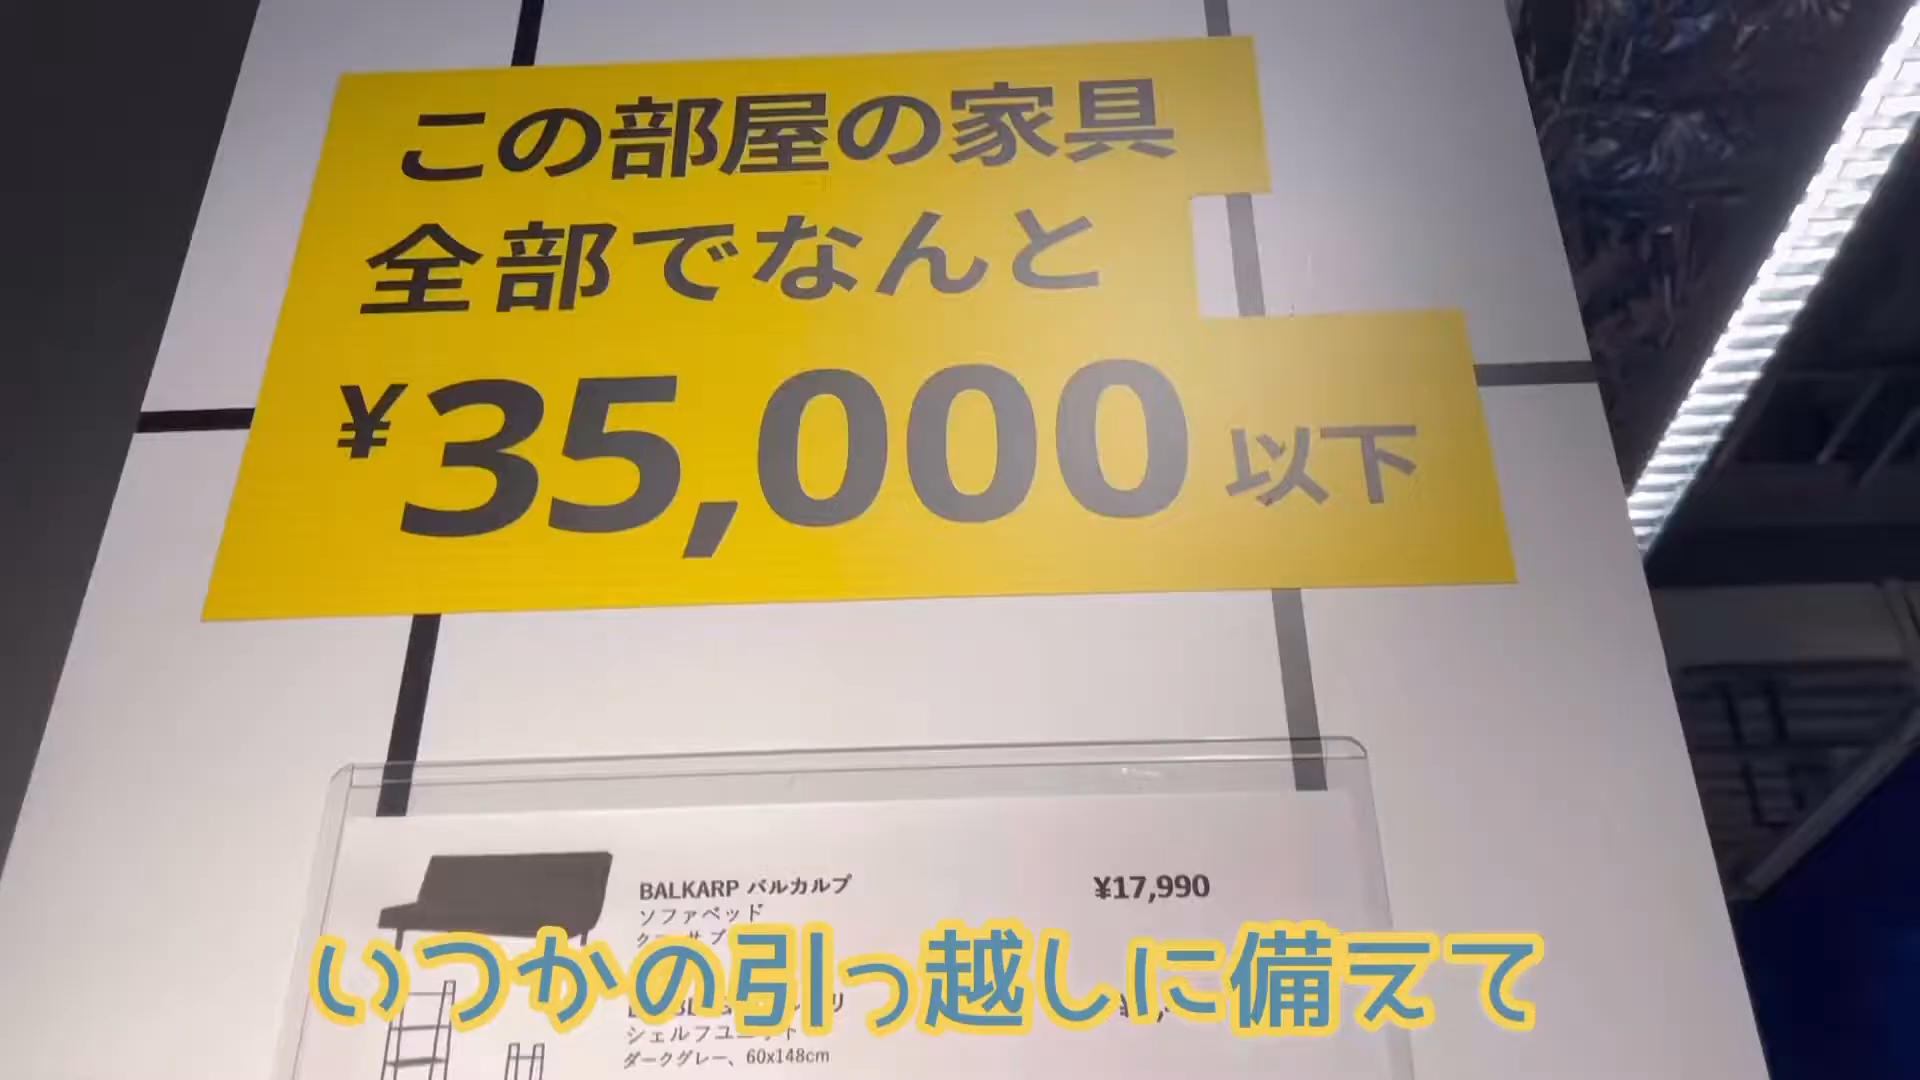 この部屋の家具
全部でなんと
¥35,000 以下
BALKARP バルカルプ
¥17,990
ソファベッド
いつかの引っ越しに備えて
シェルフユニット
ダークグレー、60x148cm